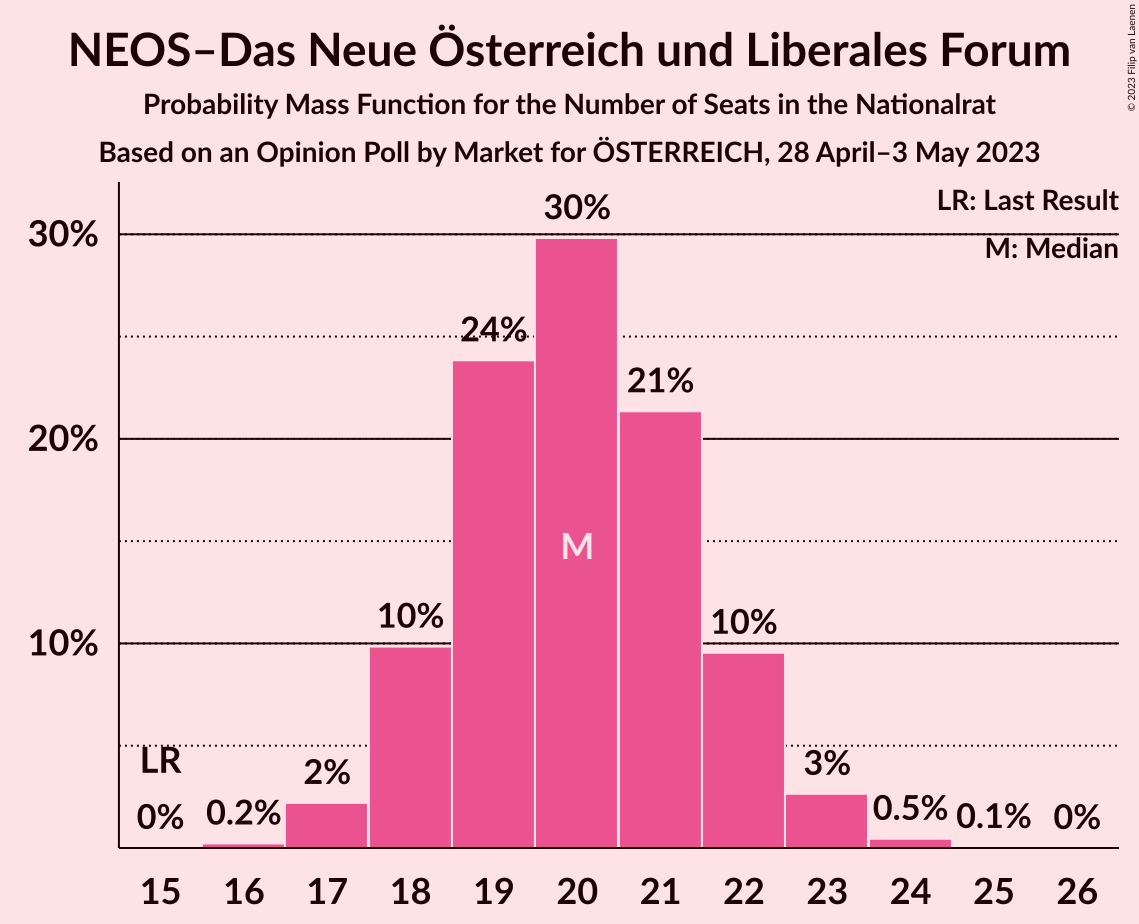 NEOS–Das Neue Österreich und Liberales Forum
Probability Mass Function for the Number of Seats in the Nationalrat
Based on an Opinion Poll by Market for ÖSTERREICH, 28 April–3 May 2023
© 2023 Filip van Laenen
LR: Last Result
M: Median
30%
20%
10%
LR
0%
0.2%
2%
10%
24%
30%
M
21%
10%
3%
0.5%
0.1%
0%
15 16 17 18 19 20 21 22 23 24 25 26